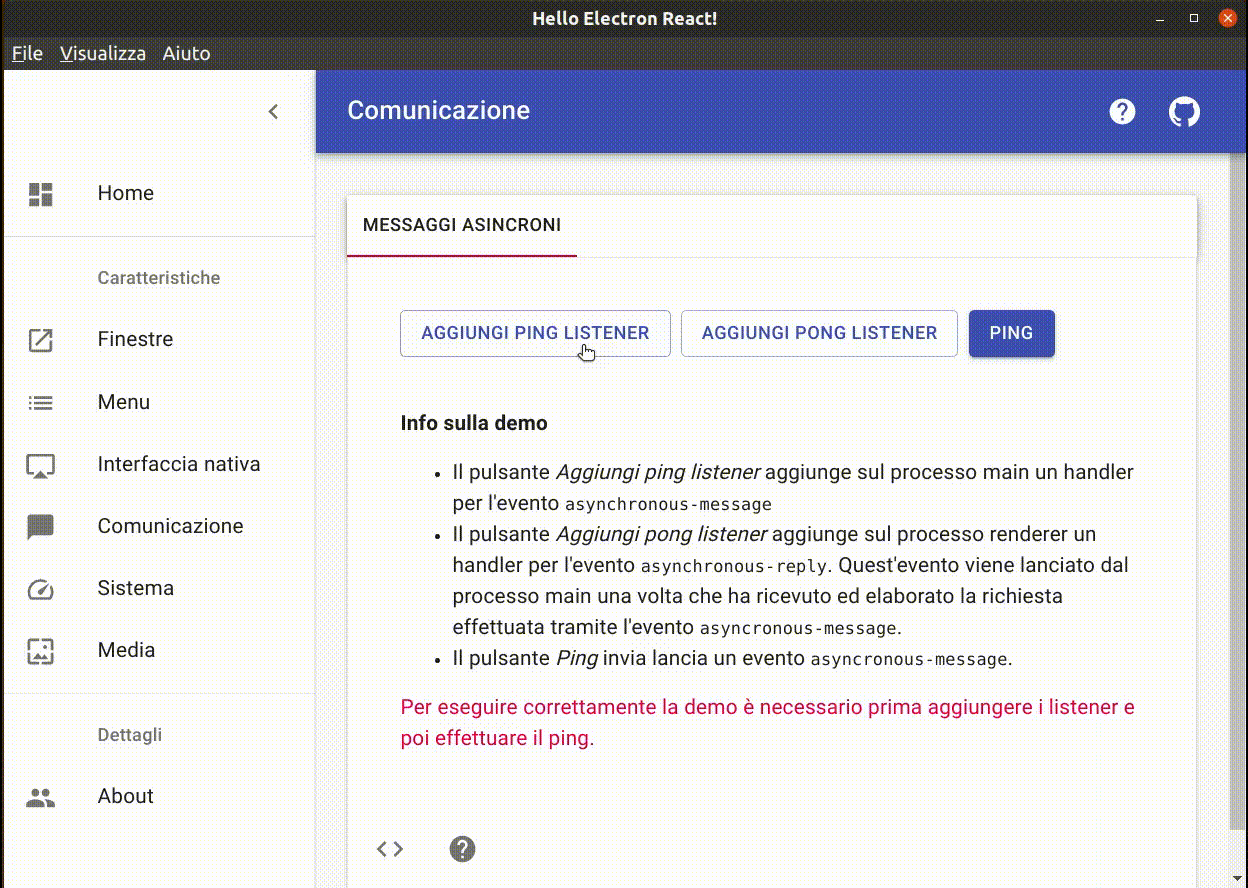 Hello Electron React!
File Visualizza Aiuto
Comunicazione
Home
Caratteristiche
Finestre
Menu
Interfaccia nativa
Comunicazione
Sistema
Media
Dettagli
About
MESSAGGI ASINCRONI
AGGIUNGI PING LISTENER AGGIUNGI PONG LISTENER PING
Info sulla demo
• Il pulsante Aggiungi ping listener aggiunge sul processo main un handler
per l'evento asynchronous-message
• Il pulsante Aggiungi pong listener aggiunge sul processo renderer un
handler per l'evento asynchronous-reply. Quest'evento viene lanciato dal
processo main una volta che ha ricevuto ed elaborato la richiesta
effettuata tramite l'evento asyncronous-message.
• Il pulsante Ping invia lancia un evento asyncronous-message.
Per eseguire correttamente la demo è necessario prima aggiungere i listener e
poi effettuare il ping.